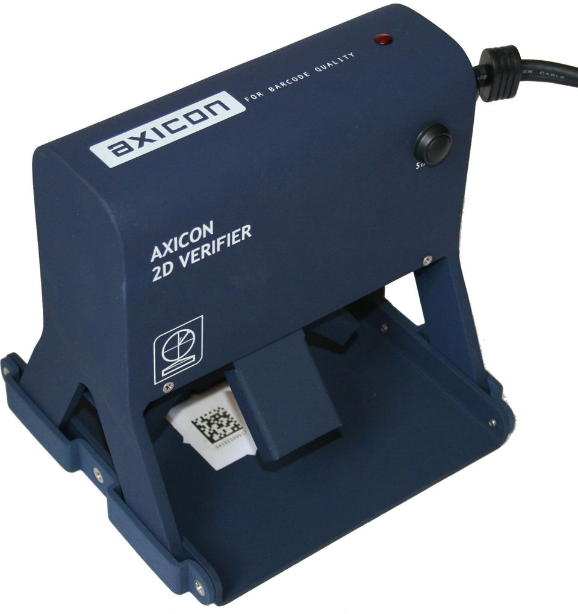 axicon FOR BARCODE QUALITY
AXICON
2D VERIFIER